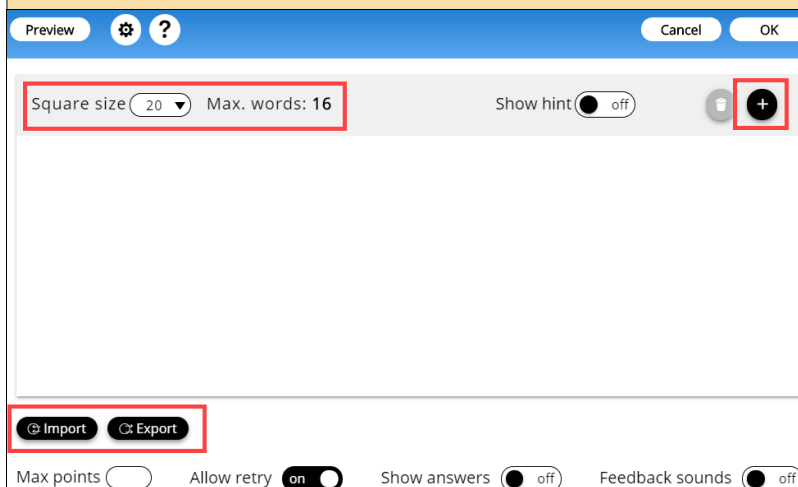 Preview ? Cancel OK
Square size 20 Max. words: 16 Show hint off +
Import Export
Max points Allow retry on Show answers off Feedback sounds off